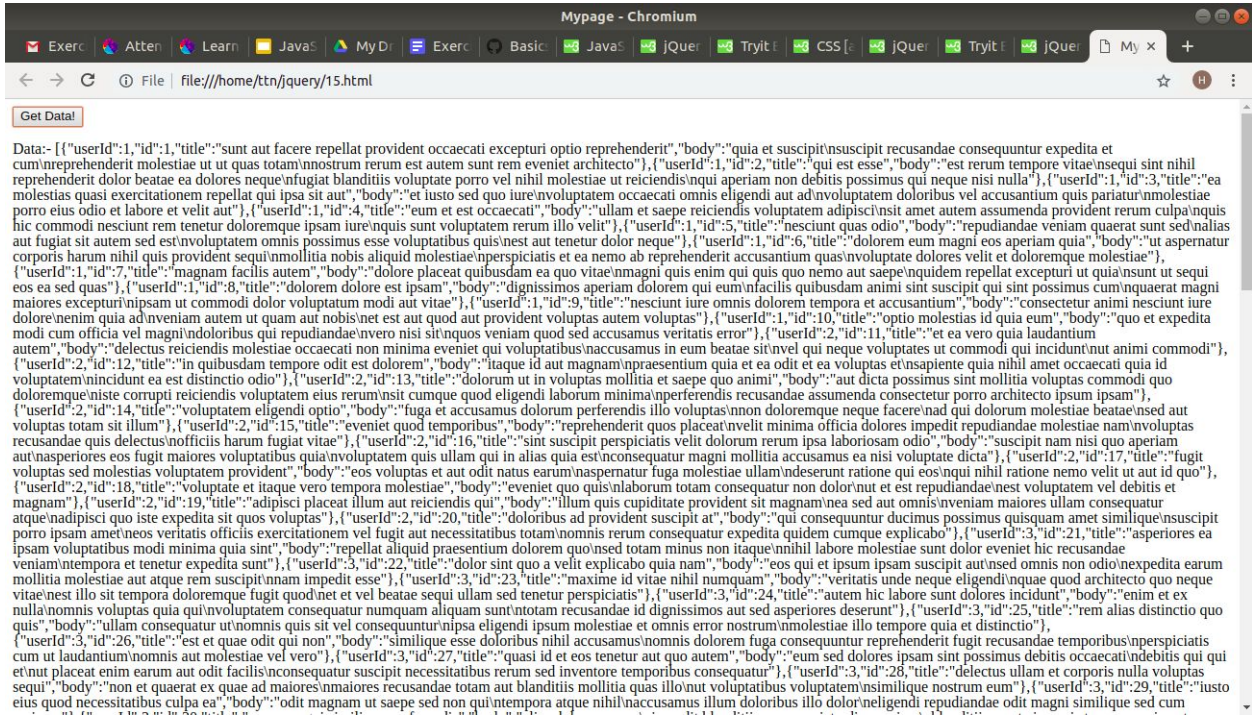 Mypage - Chromium
Exerc Atten Learn JavaS My Dr Exerc Basic: JavaS jQuer Tryit E CSS [a jQuer Tryit E jQuer My
File file:///home/ttn/jquery/15.html H
Get Data!
Data:- [{"userId":1,"id":1,"title":"sunt aut facere repellat provident occaecati excepturi optio reprehenderit","body":"quia et suscipit\nsuscipit recusandae consequuntur expedita et
cum\nreprehenderit molestiae ut ut quas totam\nnostrum rerum est autem sunt rem eveniet architecto"},{"userId":1,"id":2,"title":"qui est esse","body":"est rerum tempore vitae\nsequi sint nihil
reprehenderit dolor beatae ea dolores neque\nfugiat blanditiis voluptate porro vel nihil molestiae ut reiciendis\nqui aperiam non debitis possimus qui neque nisi nulla"},{"userId":1,"id":3,"title":"ea
molestias quasi exercitationem repellat qui ipsa sit aut","body":"et iusto sed quo iure\nvoluptatem occaecati omnis eligendi aut ad\nvoluptatem doloribus vel accusantium quis pariatur\nmolestiae
porro eius odio et labore et velit aut"},{"userId":1,"id":4,"title":"eum et est occaecati","body":"ullam et saepe reiciendis voluptatem adipisci\nsit amet autem assumenda provident rerum culpa\nquis
hic commodi nesciunt rem tenetur doloremque ipsam iure\nquis sunt voluptatem rerum illo velit"},{"userId":1,"id":5,"title":"nesciunt quas odio","body":"repudiandae veniam quaerat sunt sed\nalias
aut fugiat sit autem sed est\nvoluptatem omnis possimus esse voluptatibus quis\nest aut tenetur dolor neque"},{"userId":1,"id":6,"title":"dolorem eum magni eos aperiam quia","body":"ut aspernatur
corporis harum nihil quis provident sequi\nmollitia nobis aliquid molestiae\nperspiciatis et ea nemo ab reprehenderit accusantium quas\nvoluptate dolores velit et doloremque molestiae"},
{"userId":1,"id":7,"title":"magnam facilis autem","body":"dolore placeat quibusdam ea quo vitae\nmagni quis enim qui quis quo nemo aut saepe\nquidem repellat excepturi ut quia\nsunt ut sequi
eos ea sed quas"},{"userId":1,"id":8,"title":"dolorem dolore est ipsam","body":"dignissimos aperiam dolorem qui eum\nfacilis quibusdam animi sint suscipit qui sint possimus cum\nquaerat magni
maiores excepturi\nipsam ut commodi dolor voluptatum modi aut vitae"},{"userId":1,"id":9,"title":"nesciunt iure omnis dolorem tempora et accusantium","body":"consectetur animi nesciunt iure
dolore\nenim quia ad\nveniam autem ut quam aut nobis\net est aut quod aut provident voluptas autem voluptas"},{"userId":1,"id":10,"title":"optio molestias id quia eum","body":"quo et expedita
modi cum officia vel magni\ndoloribus qui repudiandae\nvero nisi sit\nquos veniam quod sed accusamus veritatis error"},{"userId":2,"id":11,"title":"et ea vero quia laudantium
autem","body":"delectus reiciendis molestiae occaecati non minima eveniet qui voluptatibus\naccusamus in eum beatae sit\nvel qui neque voluptates ut commodi qui incidunt\nut animi commodi"},
{"userId":2,"id":12,"title":"in quibusdam tempore odit est dolorem","body":"itaque id aut magnam\npraesentium quia et ea odit et ea voluptas et\nsapiente quia nihil amet occaecati quia id
voluptatem\nincidunt ea est distinctio odio"},{"userId":2,"id":13,"title":"dolorum ut in voluptas mollitia et saepe quo animi","body":"aut dicta possimus sint mollitia voluptas commodi quo
doloremque\niste corrupti reiciendis voluptatem eius rerum\nsit cumque quod eligendi laborum minima\nperferendis recusandae assumenda consectetur porro architecto ipsum ipsam"},
{"userId":2,"id":14,"title":"voluptatem eligendi optio","body":"fuga et accusamus dolorum perferendis illo voluptas\nnon doloremque neque facere\nad qui dolorum molestiae beatae\nsed aut
voluptas totam sit illum"},{"userId":2,"id":15,"title":"eveniet quod temporibus","body":"reprehenderit quos placeat\nvelit minima officia dolores impedit repudiandae molestiae nam\nvoluptas
recusandae quis delectus\nofficiis harum fugiat vitae"},{"userId":2,"id":16,"title":"sint suscipit perspiciatis velit dolorum rerum ipsa laboriosam odio","body":"suscipit nam nisi quo aperiam
aut\nasperiores eos fugit maiores voluptatibus quia\nvoluptatem quis ullam qui in alias quia est\nconsequatur magni mollitia accusamus ea nisi voluptate dicta"},{"userId":2,"id":17,"title":"fugit
voluptas sed molestias voluptatem provident","body":"eos voluptas et aut odit natus earum\naspernatur fuga molestiae ullam\ndeserunt ratione qui eos\nqui nihil ratione nemo velit ut aut id quo"},
{"userId":2,"id":18,"title":"voluptate et itaque vero tempora molestiae","body":"eveniet quo quis\nlaborum totam consequatur non dolor\nut et est repudiandae\nest voluptatem vel debitis et
magnam"},{"userId":2,"id":19,"title":"adipisci placeat illum aut reiciendis qui","body":"illum quis cupiditate provident sit magnam\nea sed aut omnis\nveniam maiores ullam consequatur
atque\nadipisci quo iste expedita sit quos voluptas"},{"userId":2,"id":20,"title":"doloribus ad provident suscipit at","body":"qui consequuntur ducimus possimus quisquam amet similique\nsuscipit
porro ipsam amet\neos veritatis officiis exercitationem vel fugit aut necessitatibus totam\nomnis rerum consequatur expedita quidem cumque explicabo"},{"userId":3,"id":21,"title":"asperiores ea
ipsam voluptatibus modi minima quia sint","body":"repellat aliquid praesentium dolorem quo\nsed totam minus non itaque\nnihil labore molestiae sunt dolor eveniet hic recusandae
veniam\ntempora et tenetur expedita sunt"},{"userId":3,"id":22,"title":"dolor sint quo a velit explicabo quia nam","body":"eos qui et ipsum ipsam suscipit aut\nsed omnis non odio\nexpedita earum
mollitia molestiae aut atque rem suscipit\nnam impedit esse"},{"userId":3,"id":23,"title":"maxime id vitae nihil numquam","body":"veritatis unde neque eligendi\nquae quod architecto quo neque
vitae\nest illo sit tempora doloremque fugit quod\net et vel beatae sequi ullam sed tenetur perspiciatis"},{"userId":3,"id":24,"title":"autem hic labore sunt dolores incidunt","body":"enim et ex
nulla\nomnis voluptas quia qui\nvoluptatem consequatur numquam aliquam sunt\ntotam recusandae id dignissimos aut sed asperiores deserunt"},{"userId":3,"id":25,"title":"rem alias distinctio quo
quis","body":"ullam consequatur ut\nomnis quis sit vel consequuntur\nipsa eligendi ipsum molestiae et omnis error nostrum\nmolestiae illo tempore quia et distinctio"},
{"userId":3,"id":26,"title":"est et quae odit qui non","body":"similique esse doloribus nihil accusamus\nomnis dolorem fuga consequuntur reprehenderit fugit recusandae temporibus\nperspiciatis
cum ut laudantium\nomnis aut molestiae vel vero"},{"userId":3,"id":27,"title":"quasi id et eos tenetur aut quo autem","body":"eum sed dolores ipsam sint possimus debitis occaecati\ndebitis qui qui
et\nut placeat enim earum aut odit facilis\nconsequatur suscipit necessitatibus rerum sed inventore temporibus consequatur"},{"userId":3,"id":28,"title":"delectus ullam et corporis nulla voluptas
sequi","body":"non et quaerat ex quae ad maiores\nmaiores recusandae totam aut blanditiis mollitia quas illo\nut voluptatibus voluptatem\nsimilique nostrum eum"},{"userId":3,"id":29,"title":"iusto
eius quod necessitatibus culpa ea","body":"odit magnam ut saepe sed non qui\ntempora atque nihil\naccusamus illum doloribus illo dolor\neligendi repudiandae odit magni similique sed cum